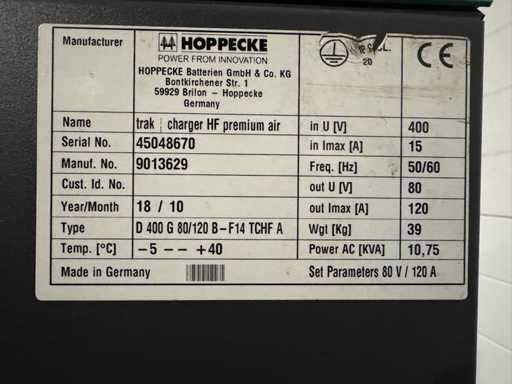 Manufacturer
HOPPECKE
POWER FROM INNOVATION
HOPPECKE Batterien GmbH & Co. KG
Bontkirchener Str. 1
59929 Brilon - Hoppecke
Germany
IP CL.
20
CE
Name trak | charger HF premium air in U [V] 400
Serial No. 45048670 in Imax [A] 15
Manuf. No. 9013629 Freq. [Hz] 50/60
Cust. Id. No. out U [V] 80
Year/Month 18 / 10 out Imax [A] 120
Type D 400 G 80/120 B-F14 TCHF A Wgt [Kg] 39
Temp. [°C] -5 -- +40 Power AC [KVA] 10,75
Made in Germany Set Parameters 80 V / 120 A